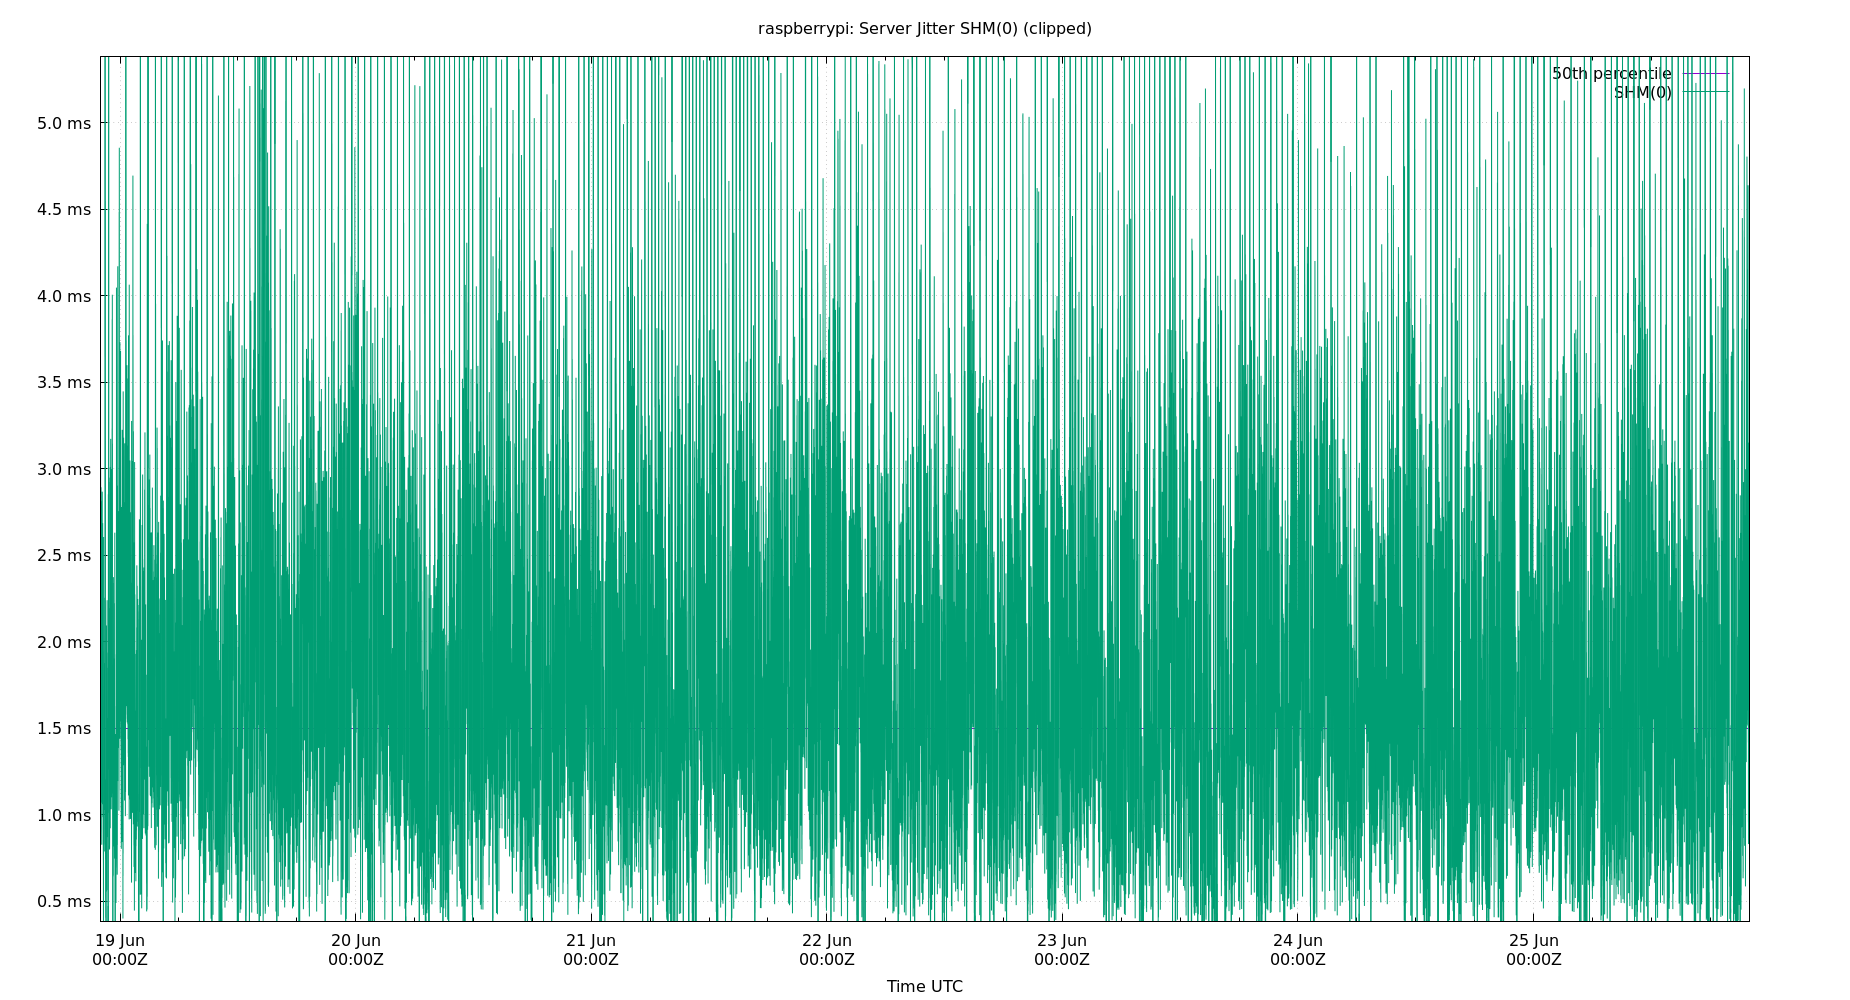 raspberrypi: Server Jitter SHM(0) (clipped)
50th percentile
SHM(0)
5.0 ms
4.5 ms
4.0 ms
3.5 ms
3.0 ms
2.5 ms
2.0 ms
1.5 ms
1.0 ms
0.5 ms
19 Jun 20 Jun 21 Jun 22 Jun 23 Jun 24 Jun 25 Jun
00:00Z 00:00Z 00:00Z 00:00Z 00:00Z 00:00Z 00:00Z
Time UTC